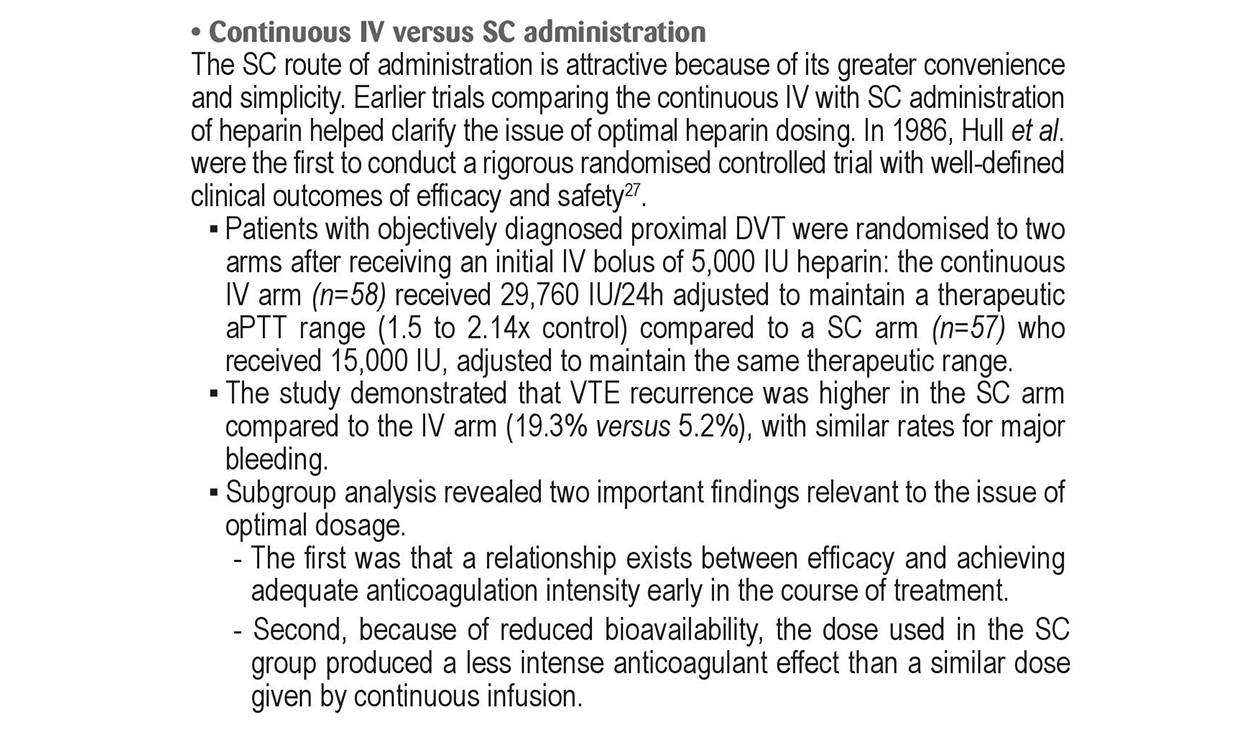 • Continuous IV versus SC administration
The SC route of administration is attractive because of its greater convenience
and simplicity. Earlier trials comparing the continuous IV with SC administration
of heparin helped clarify the issue of optimal heparin dosing. In 1986, Hull et al.
were the first to conduct a rigorous randomised controlled trial with well-defined
clinical outcomes of efficacy and safety27.
▪ Patients with objectively diagnosed proximal DVT were randomised to two
arms after receiving an initial IV bolus of 5,000 IU heparin: the continuous
IV arm (n=58) received 29,760 IU/24h adjusted to maintain a therapeutic
aPTT range (1.5 to 2.14x control) compared to a SC arm (n=57) who
received 15,000 IU, adjusted to maintain the same therapeutic range.
▪ The study demonstrated that VTE recurrence was higher in the SC arm
compared to the IV arm (19.3% versus 5.2%), with similar rates for major
bleeding.
▪ Subgroup analysis revealed two important findings relevant to the issue of
optimal dosage.
- The first was that a relationship exists between efficacy and achieving
adequate anticoagulation intensity early in the course of treatment.
- Second, because of reduced bioavailability, the dose used in the SC
group produced a less intense anticoagulant effect than a similar dose
given by continuous infusion.